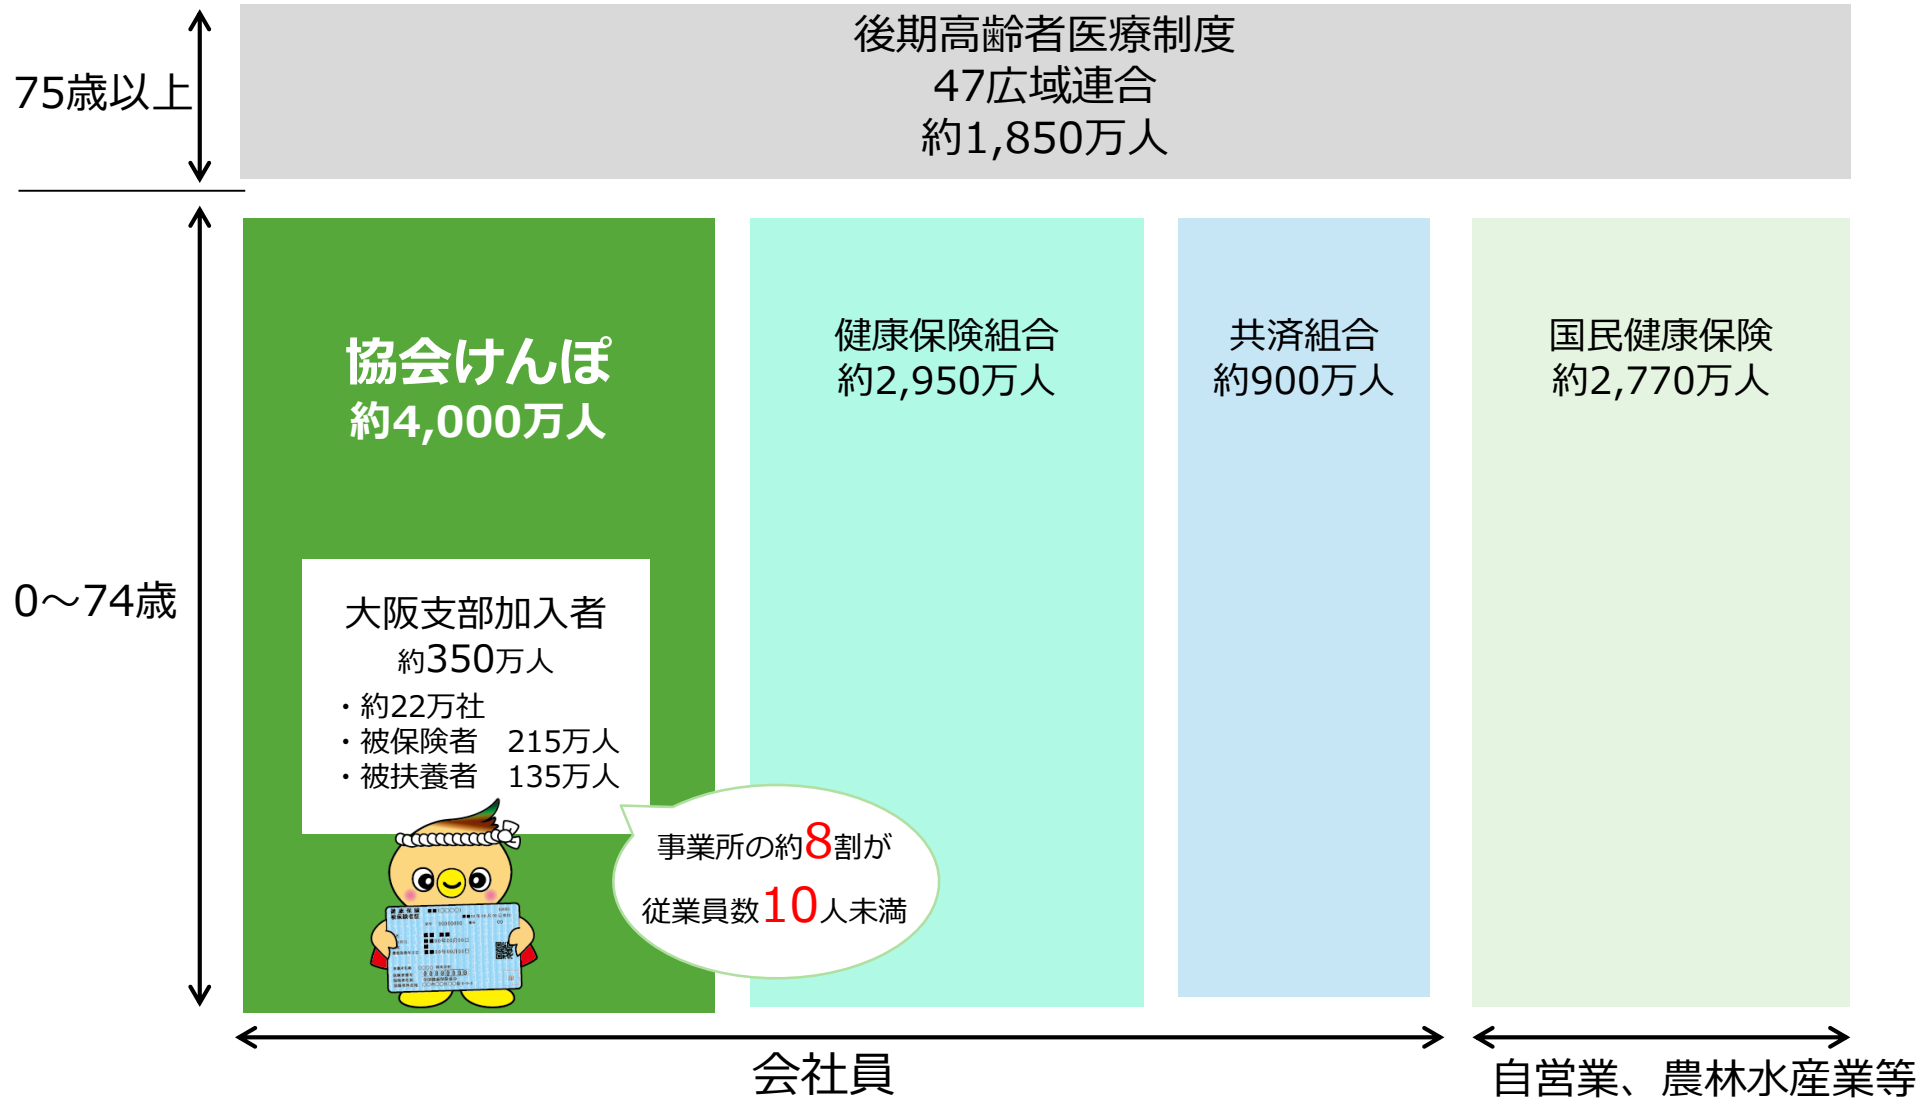 後期高齢者医療制度
47広域連合
約1,850万人
75歳以上
0～74歳
協会けんぽ
約4,000万人
健康保険組合
約2,950万人
共済組合
約900万人
国民健康保険
約2,770万人
大阪支部加入者
約350万人
・約22万社
・被保険者　215万人
・被扶養者　135万人
事業所の約8割が
従業員数10人未満
会社員
自営業、農林水産業等